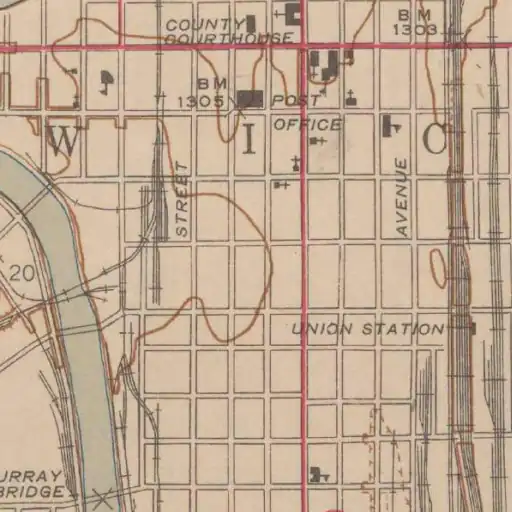 COUNTY
COURTHOUSE
BM
1303
BM
1305
POST
OFFICE
W I C
STREET
AVENUE
20
UNION STATION
URRAY
BRIDGE